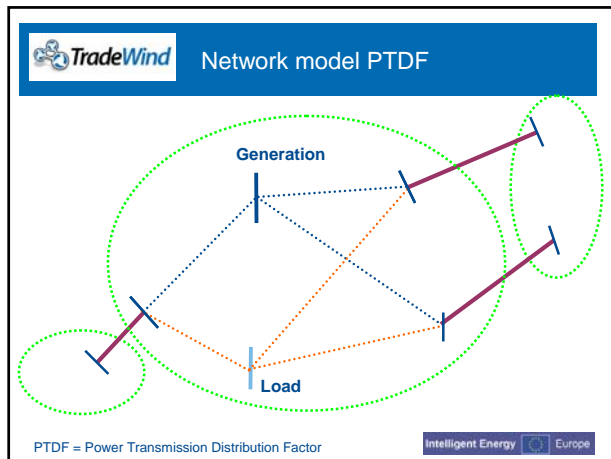 TradeWind
Network model PTDF
Generation
Load
PTDF = Power Transmission Distribution Factor
Intelligent Energy Europe